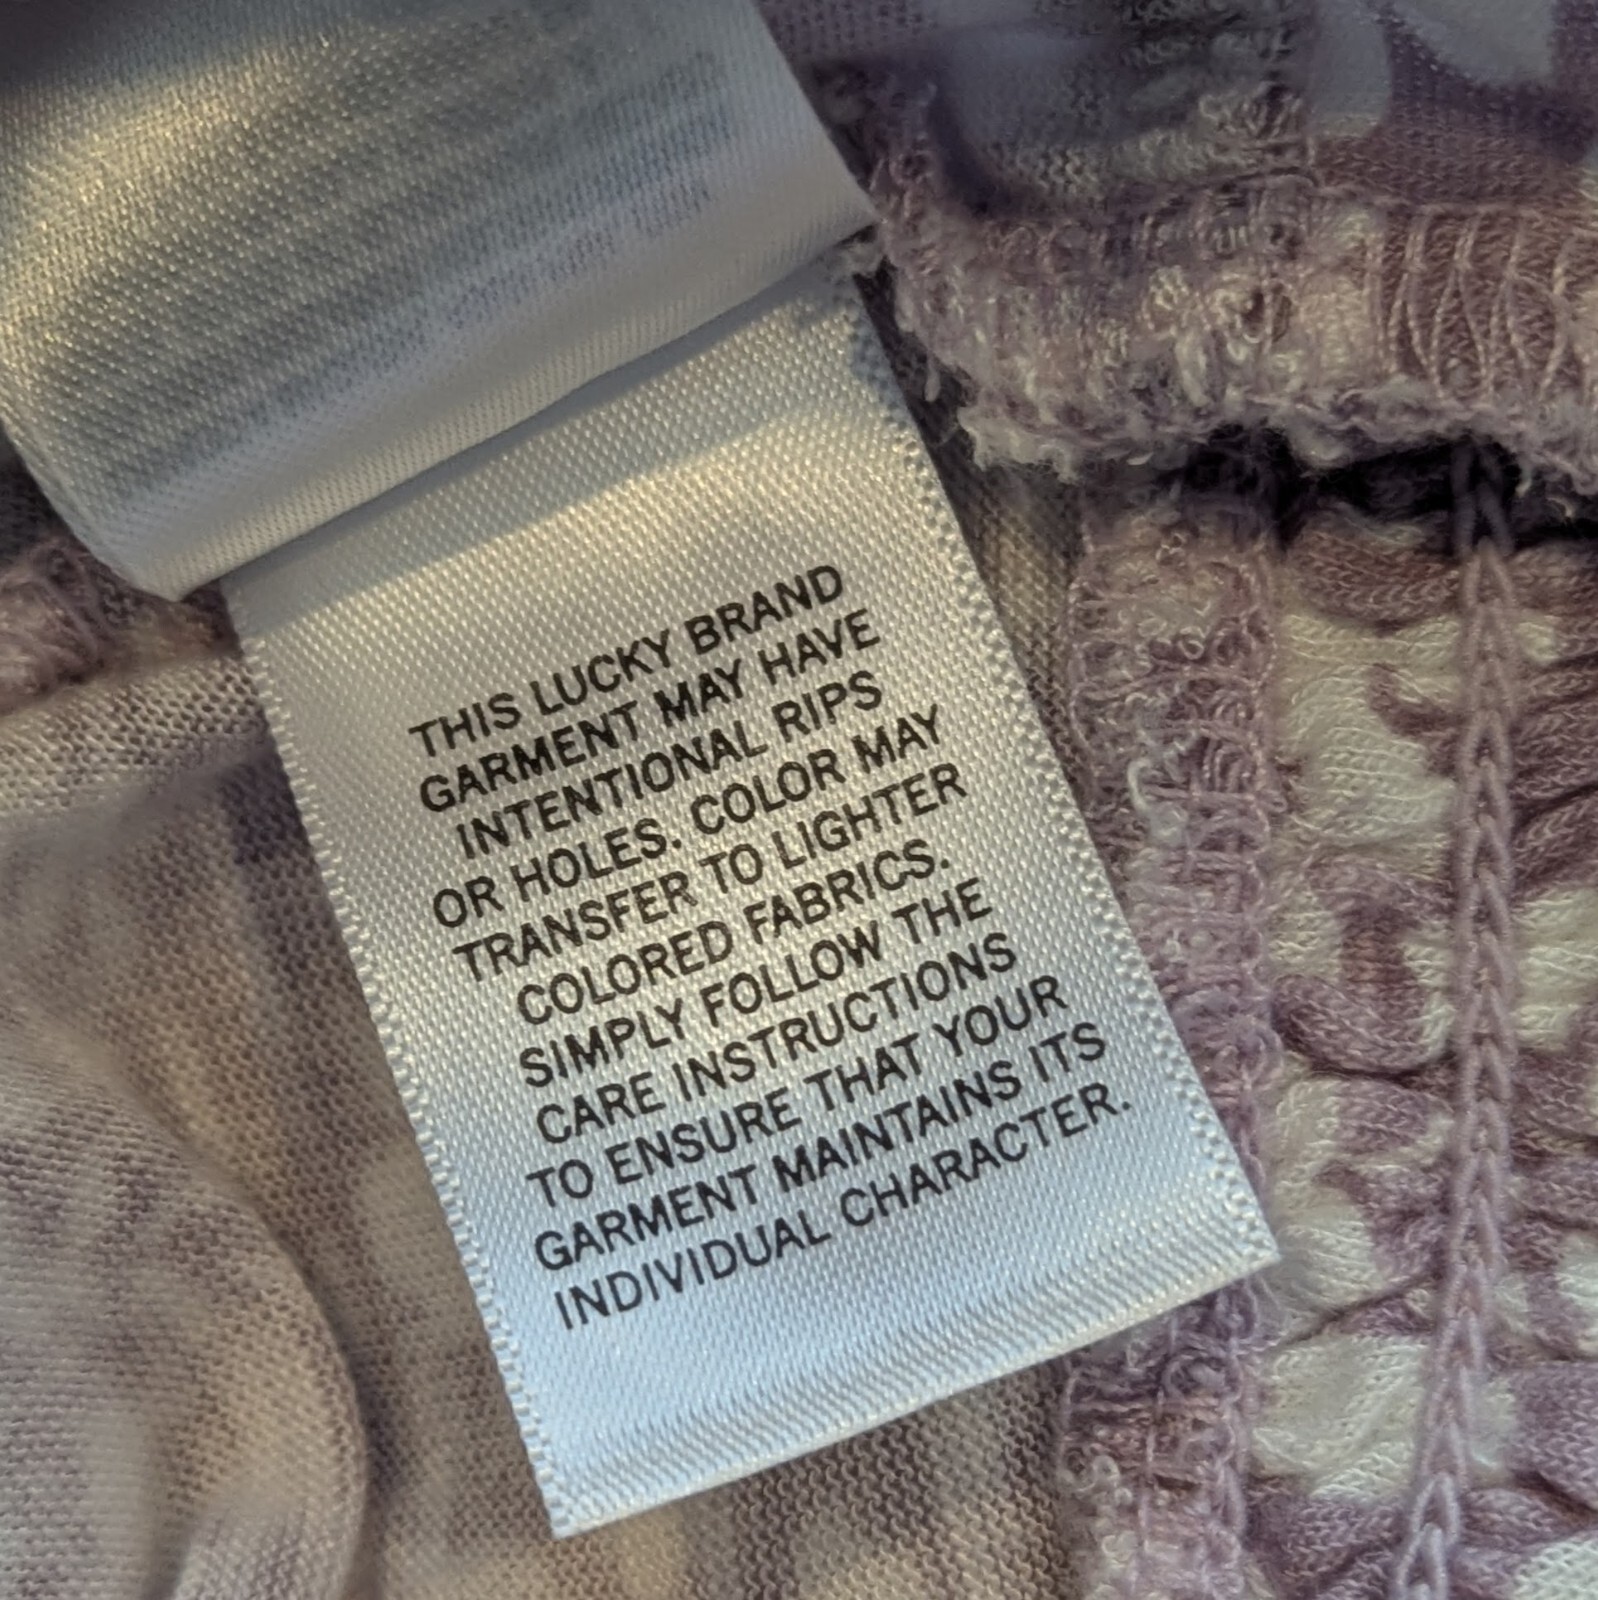 THIS LUCKY BRAND
GARMENT MAY HAVE
INTENTIONAL RIPS
OR HOLES. COLOR MAY
TRANSFER TO LIGHTER
COLORED FABRICS.
SIMPLY FOLLOW THE
CARE INSTRUCTIONS
TO ENSURE THAT YOUR
GARMENT MAINTAINS ITS
INDIVIDUAL CHARACTER.